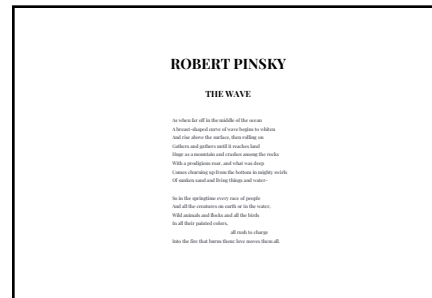 ROBERT PINSKY
THE WAVE
As when far off in the middle of the ocean
A breast-shaped curve of wave begins to whiten
And rise above the surface, then rolling on
Gathers and gathers until it reaches land
Huge as a mountain and crashes among the rocks
With a prodigious roar, and what was deep
Comes churning up from the bottom in mighty swirls
Of sunken sand and living things and water–
So in the springtime every race of people
And all the creatures on earth or in the water,
Wild animals and flocks and all the birds
In all their painted colors,
all rush to charge
Into the fire that burns them; love moves them all.